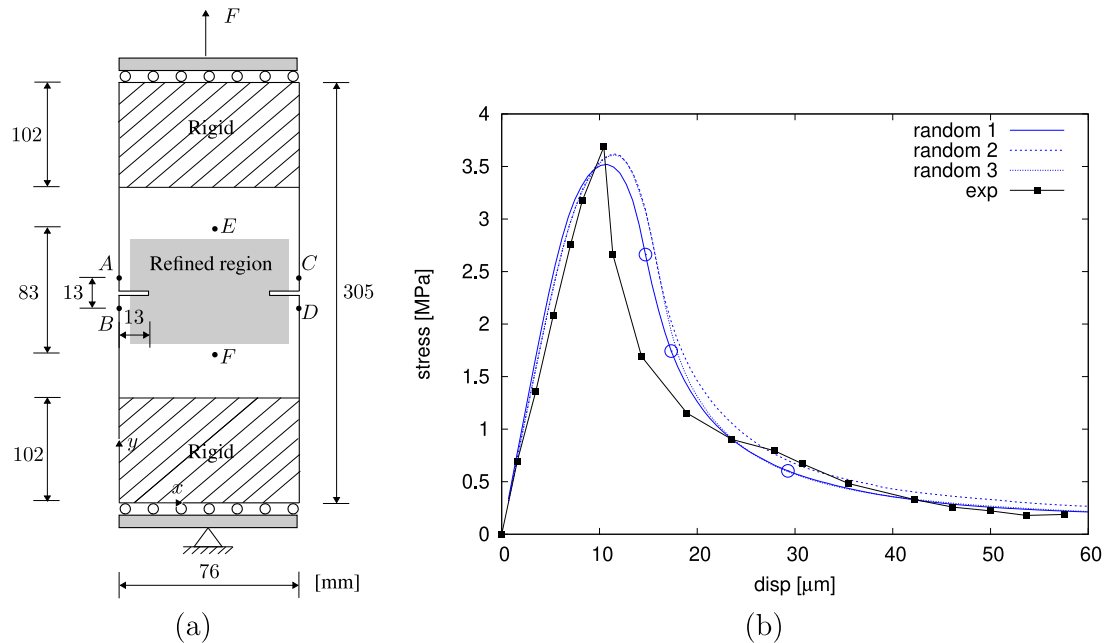 F
102
Rigid
E
A
Refined region
C
83
13
305
B
13
D
F
102
y
Rigid
x
76
[mm]
(a)
4
3.5
3
2.5
2
1.5
1
0.5
0
stress [MPa]
random 1
random 2
random 3
exp
0 10 20 30 40 50 60
disp [μm]
(b)